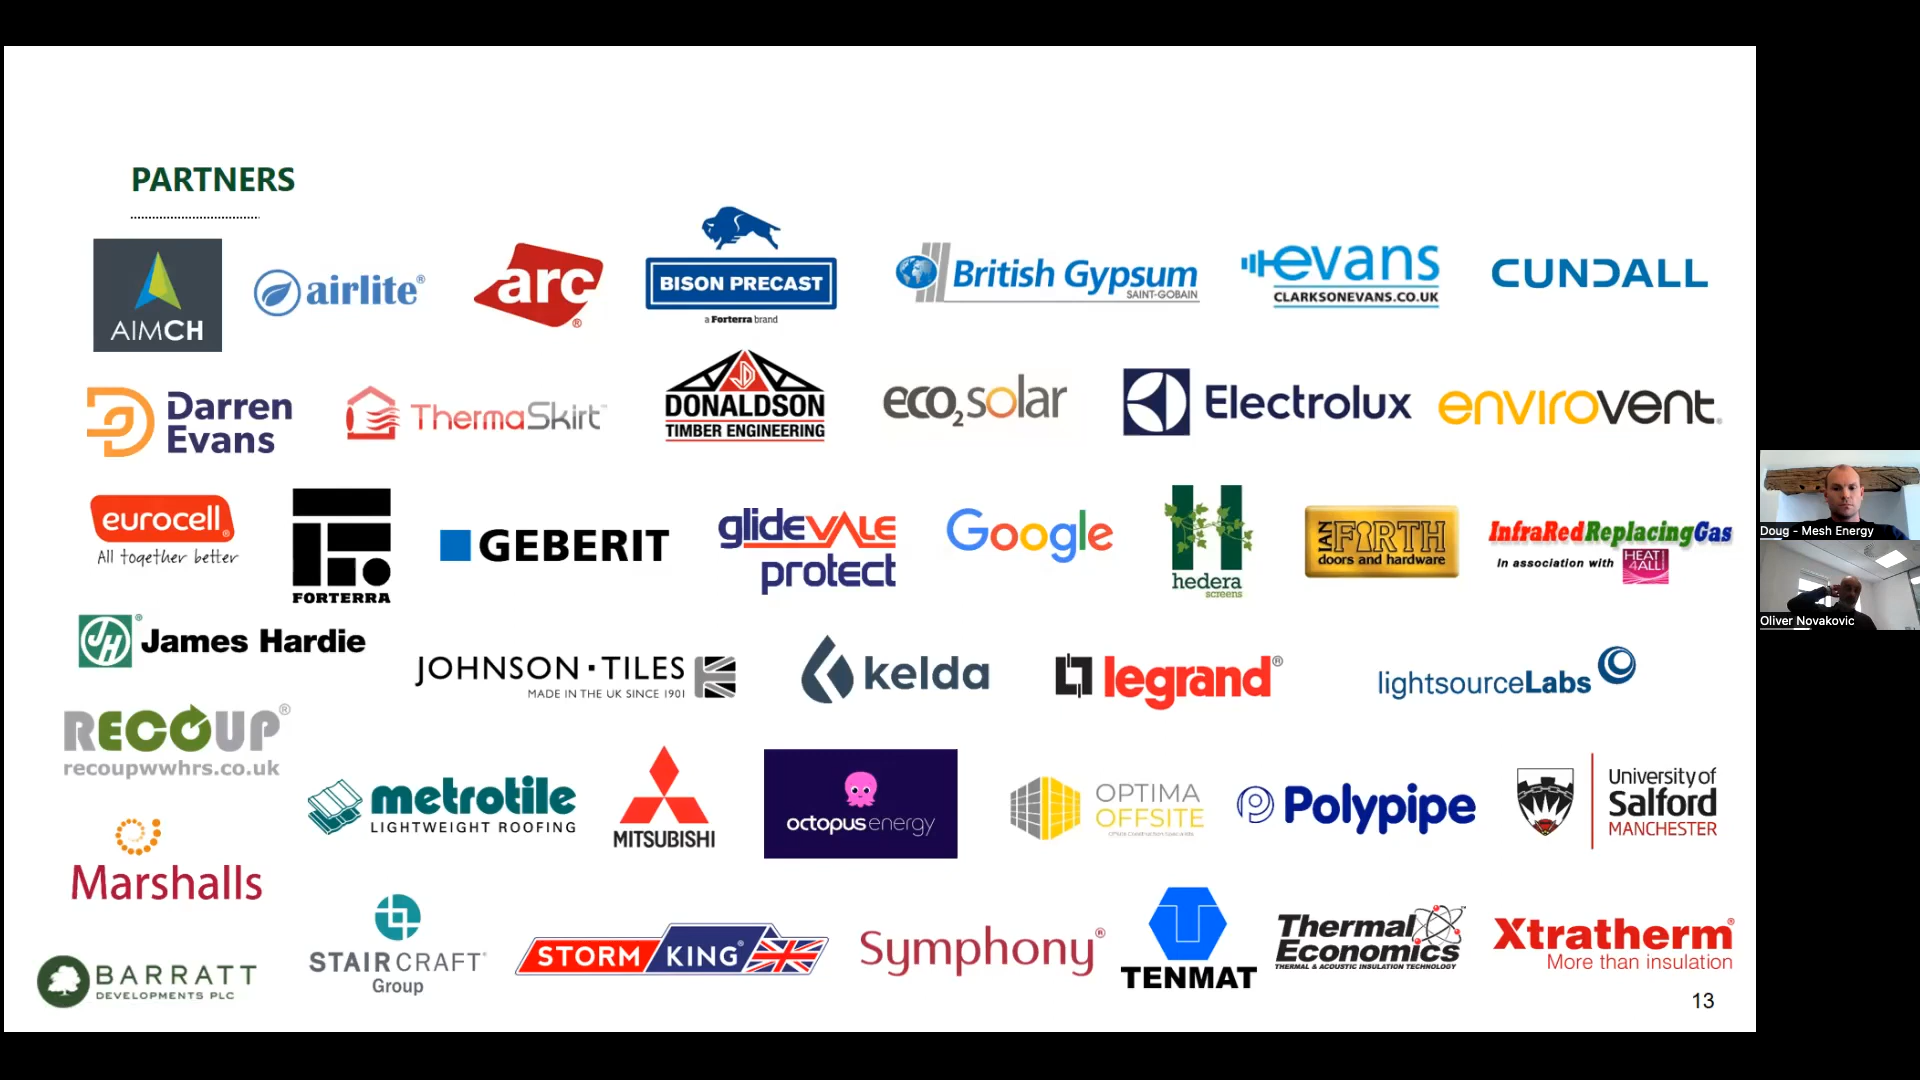 PARTNERS
AIMCH
airlite®
arc®
BISON PRECAST
a Forterra brand
British Gypsum
SAINT-GOBAIN
evans
CLARKSONEVANS.CO.UK
CUNDALL
Darren
Evans
ThermaSkirt™
JD
DONALDSON
TIMBER ENGINEERING
eco2solar
Electrolux
envirovent®
eurocell®
All together better
FORTERRA
GEBERIT
glideVALE
protect
Google
hedera
screens
IAN
FIRTH
doors and hardware
InfraRedReplacingGas
In association with
HEAT
4ALL
Doug - Mesh Energy
Oliver Novakovic
JH®
James Hardie
JOHNSON·TILES
MADE IN THE UK SINCE 1901
kelda
legrand®
lightsourceLabs
RECOUP®
recoupwwhrs.co.uk
metrotile
LIGHTWEIGHT ROOFING
MITSUBISHI
octopusenergy
OPTIMA
OFFSITE
Polypipe
University of
Salford
MANCHESTER
Marshalls
BARRATT
DEVELOPMENTS PLC
STAIRCRAFT®
Group
STORM KING®
Symphony®
TENMAT
Thermal
Economics
THERMAL & ACOUSTIC INSULATION TECHNOLOGY
Xtratherm®
More than insulation
13